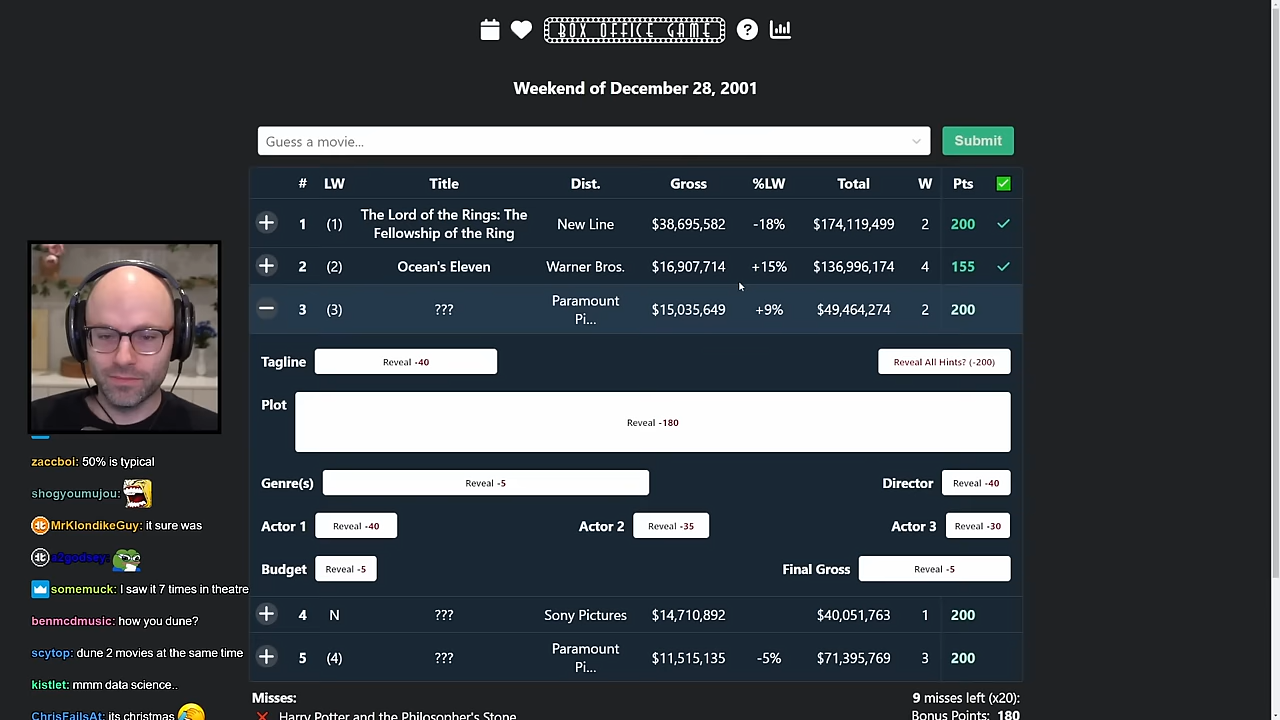 BOX OFFICE GAME
?
Weekend of December 28, 2001
Guess a movie...
Submit
# LW Title Dist. Gross %LW Total W Pts
1 (1) The Lord of the Rings: The Fellowship of the Ring New Line $38,695,582 -18% $174,119,499 2 200
2 (2) Ocean's Eleven Warner Bros. $16,907,714 +15% $136,996,174 4 155
3 (3) ??? Paramount Pi... $15,035,649 +9% $49,464,274 2 200
Tagline Reveal -40 Reveal All Hints? (-200)
Plot Reveal -180
Genre(s) Reveal -5 Director Reveal -40
Actor 1 Reveal -40 Actor 2 Reveal -35 Actor 3 Reveal -30
Budget Reveal -5 Final Gross Reveal -5
4 N ??? Sony Pictures $14,710,892 $40,051,763 1 200
5 (4) ??? Paramount Pi... $11,515,135 -5% $71,395,769 3 200
Misses: 9 misses left (x20):
Harry Potter and the Philosopher's Stone Bonus Points: 180
zaccboi: 50% is typical
shogyoumujou:
MrKlondikeGuy: it sure was
somemuck: I saw it 7 times in theatre
benmcdmusic: how you dune?
scytop: dune 2 movies at the same time
kistlet: mmm data science..
ChrisFailsAt: its christmas